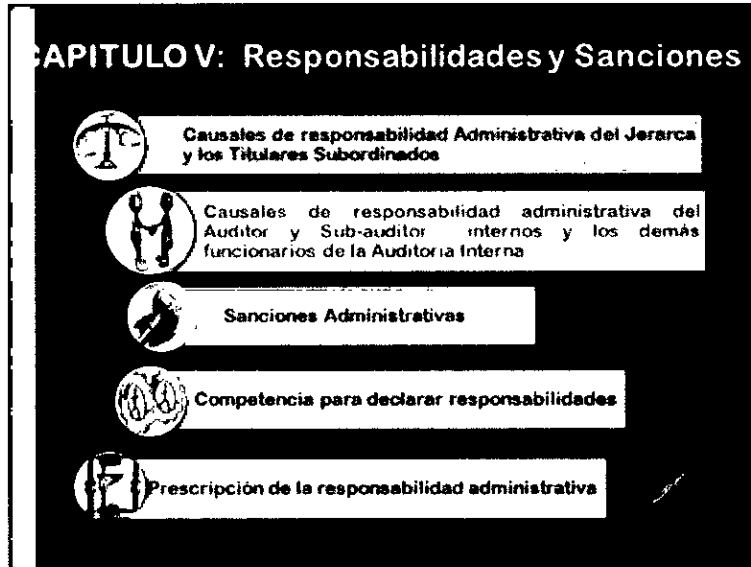 CAPITULO V: Responsabilidades y Sanciones
Causales de responsabilidad Administrativa del Jerarca
y los Titulares Subordinados
Causales de responsabilidad administrativa del
Auditor y Sub-auditor internos y los demás
funcionarios de la Auditoria Interna
Sanciones Administrativas
Competencia para declarar responsabilidades
Prescripción de la responsabilidad administrativa